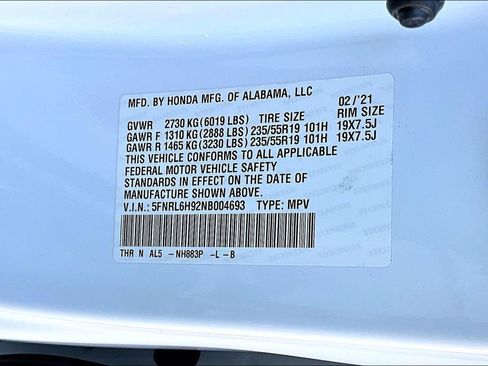 MFD. BY HONDA MFG. OF ALABAMA, LLC
02/'21
GVWR 2730 KG (6019 LBS) TIRE SIZE RIM SIZE
GAWR F 1310 KG (2888 LBS) 235/55R19 101H 19X7.5J
GAWR R 1465 KG (3230 LBS) 235/55R19 101H 19X7.5J
THIS VEHICLE CONFORMS TO ALL APPLICABLE
FEDERAL MOTOR VEHICLE SAFETY
STANDARDS IN EFFECT ON THE DATE OF
MANUFACTURE SHOWN ABOVE.
V.I.N.: 5FNRL6H92NB004693 TYPE: MPV
THR N AL5 -NH883P -L -B